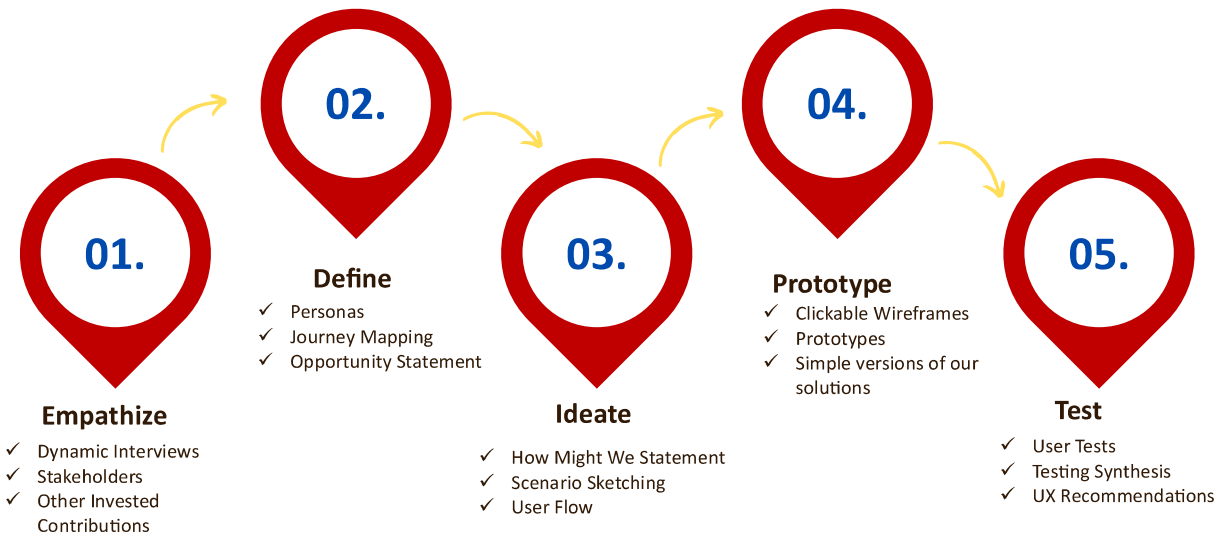 01.
Empathize
✓ Dynamic Interviews
✓ Stakeholders
✓ Other Invested
Contributions
02.
Define
✓ Personas
✓ Journey Mapping
✓ Opportunity Statement
03.
Ideate
✓ How Might We Statement
✓ Scenario Sketching
✓ User Flow
04.
Prototype
✓ Clickable Wireframes
✓ Prototypes
✓ Simple versions of our
solutions
05.
Test
✓ User Tests
✓ Testing Synthesis
✓ UX Recommendations